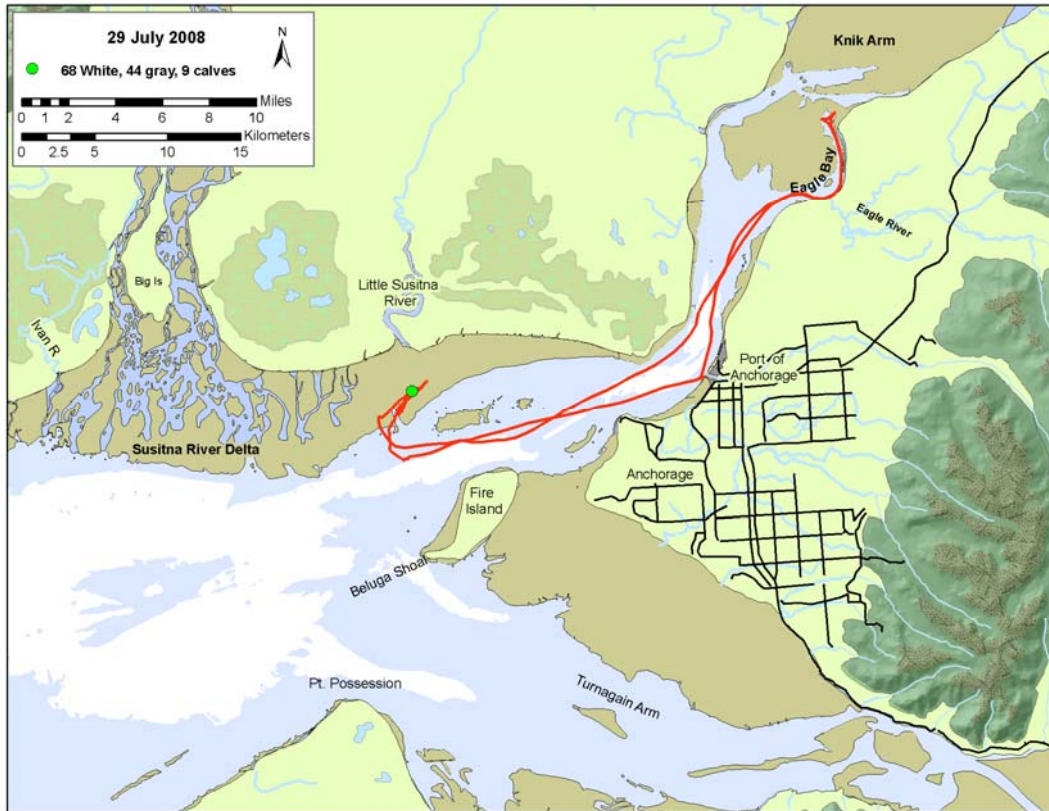 29 July 2008
N
68 White, 44 gray, 9 calves
Miles
0 1 2 4 6 8 10
Kilometers
0 2.5 5 10 15
Knik Arm
Eagle Bay
Eagle River
Big Is
Ivan R
Little Susitna
River
Port of
Anchorage
Susitna River Delta
Anchorage
Fire
Island
Beluga Shoal
Pt. Possession
Turnagain Arm